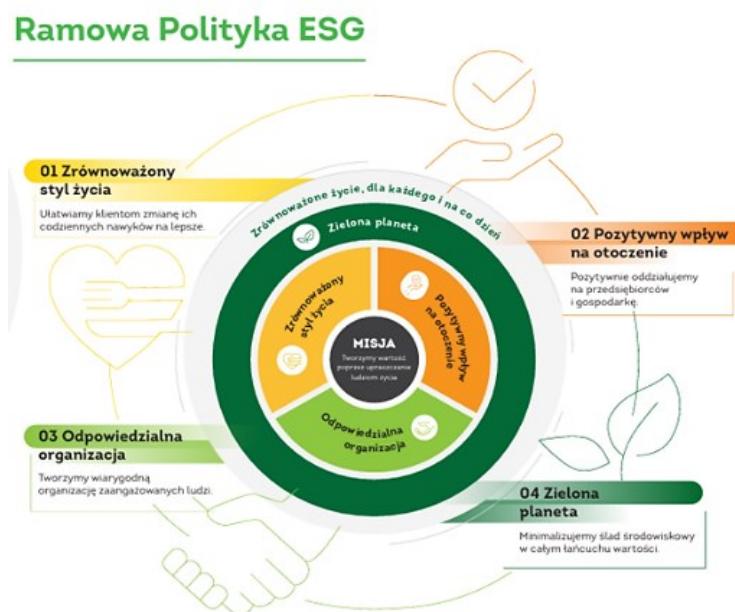 Ramowa Polityka ESG
01 Zrównoważony
styl życia
Ułatwiamy klientom zmianę ich
codziennych nawyków na lepsze.
Zrównoważone życie, dla każdego i na co dzień
Zielona planeta
Zrównoważony
styl życia
Pozytywny wpływ
na otoczenie
MISJA
Tworzymy wartość
poprzez upraszczanie
ludziom życia
Odpowiedzialna
organizacja
02 Pozytywny wpływ
na otoczenie
Pozytywnie oddziałujemy
na przedsiębiorców
i gospodarkę.
03 Odpowiedzialna
organizacja
Tworzymy wiarygodną
organizację zaangażowanych ludzi.
04 Zielona
planeta
Minimalizujemy ślad środowiskowy
w całym łańcuchu wartości.